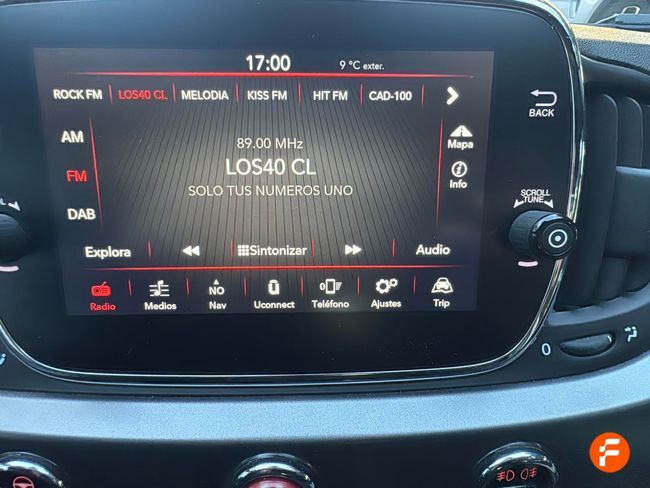 17:00 9 °C exter.
ROCK FM LOS40 CL MELODIA KISS FM HIT FM CAD-100
BACK
AM
Mapa
89.00 MHz
LOS40 CL
FM
Info
SOLO TUS NUMEROS UNO
SCROLL
TUNE
DAB
Explora Sintonizar Audio
NO
Radio Medios Nav Uconnect Teléfono Ajustes Trip
0